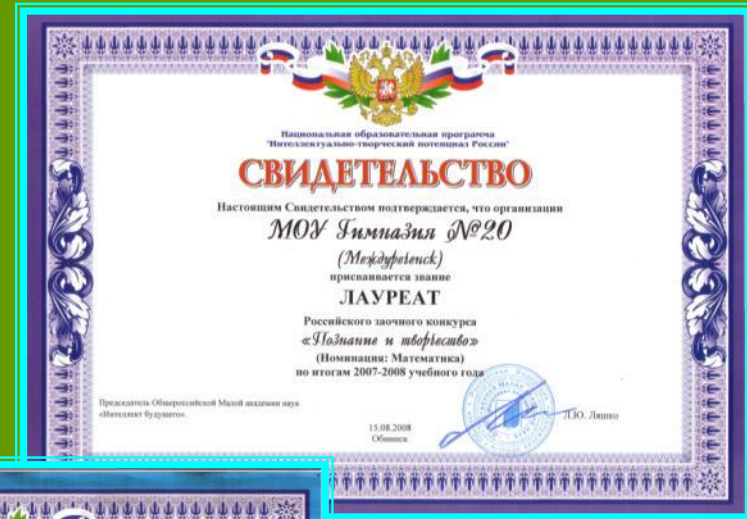 Национальная образовательная программа
"Интеллектуально-творческий потенциал России"
СВИДЕТЕЛЬСТВО
Настоящим Свидетельством подтверждается, что организации
МОУ Гимназия №20
(Междуреченск)
присваивается звание
ЛАУРЕАТ
Российского заочного конкурса
«Познание и творчество»
(Номинация: Математика)
по итогам 2007-2008 учебного года
Председатель Общероссийской Малой академии наук
«Интеллект будущего».
Л.Ю. Ляшко
15.08.2008
Обнинск